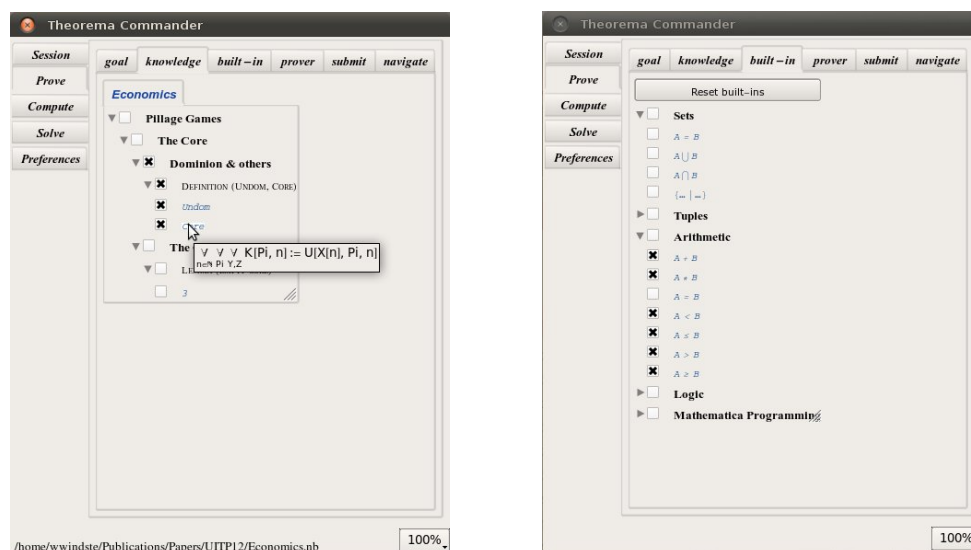 Theorema Commander
Session
Prove
Compute
Solve
Preferences
goal knowledge built–in prover submit navigate
Economics
Pillage Games
The Core
Dominion & others
DEFINITION (UNDOM, CORE)
Undom
Core
The
∀ ∀ ∀ K[Pi, n] := U[X[n], Pi, n]
n∈ℕ Pi Y,Z
3
/home/wwindste/Publications/Papers/UITP12/Economics.nb
100%
Theorema Commander
Session
Prove
Compute
Solve
Preferences
goal knowledge built–in prover submit navigate
Reset built–ins
Sets
A = B
A ⋃ B
A ⋂ B
{… | …}
Tuples
Arithmetic
A + B
A * B
A = B
A < B
A ≤ B
A > B
A ≥ B
Logic
Mathematica Programming
100%